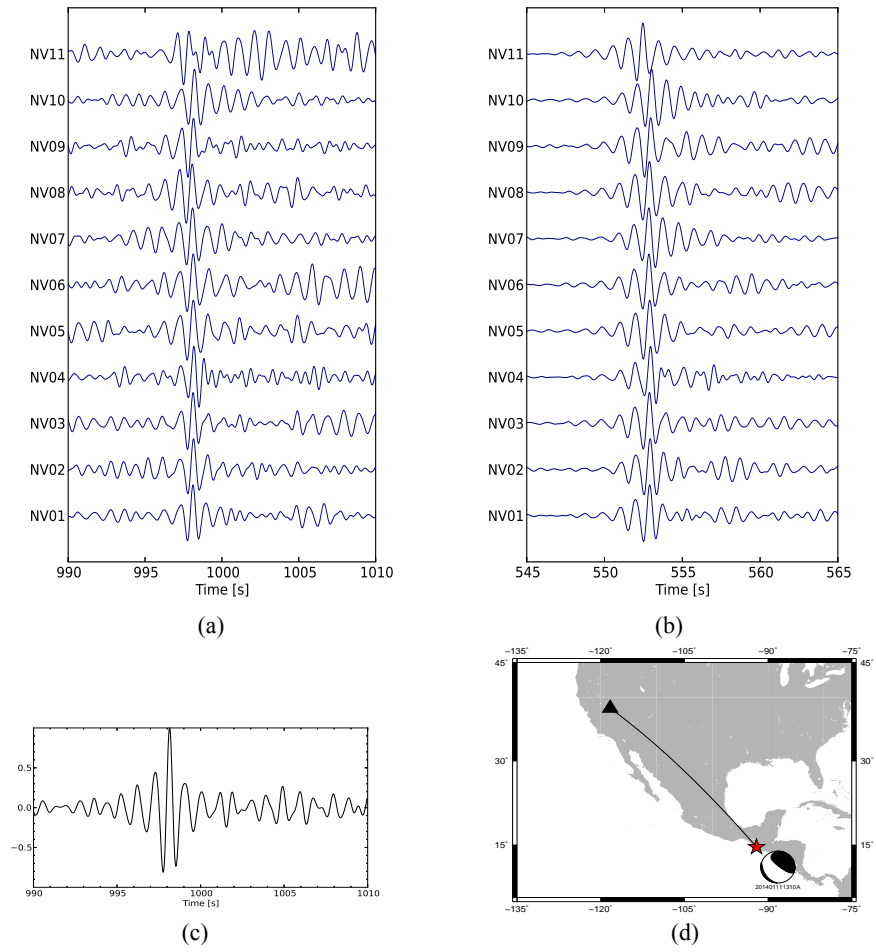 NV11
NV10
NV09
NV08
NV07
NV06
NV05
NV04
NV03
NV02
NV01
990 995 1000 1005 1010
Time [s]
(a)
NV11
NV10
NV09
NV08
NV07
NV06
NV05
NV04
NV03
NV02
NV01
545 550 555 560 565
Time [s]
(b)
0.5
0.0
−0.5
990 995 1000 1005 1010
Time [s]
(c)
−135˚ −120˚ −105˚ −90˚ −75˚
45˚ 45˚
30˚ 30˚
15˚ 15˚
201401111310A
−135˚ −120˚ −105˚ −90˚ −75˚
(d)